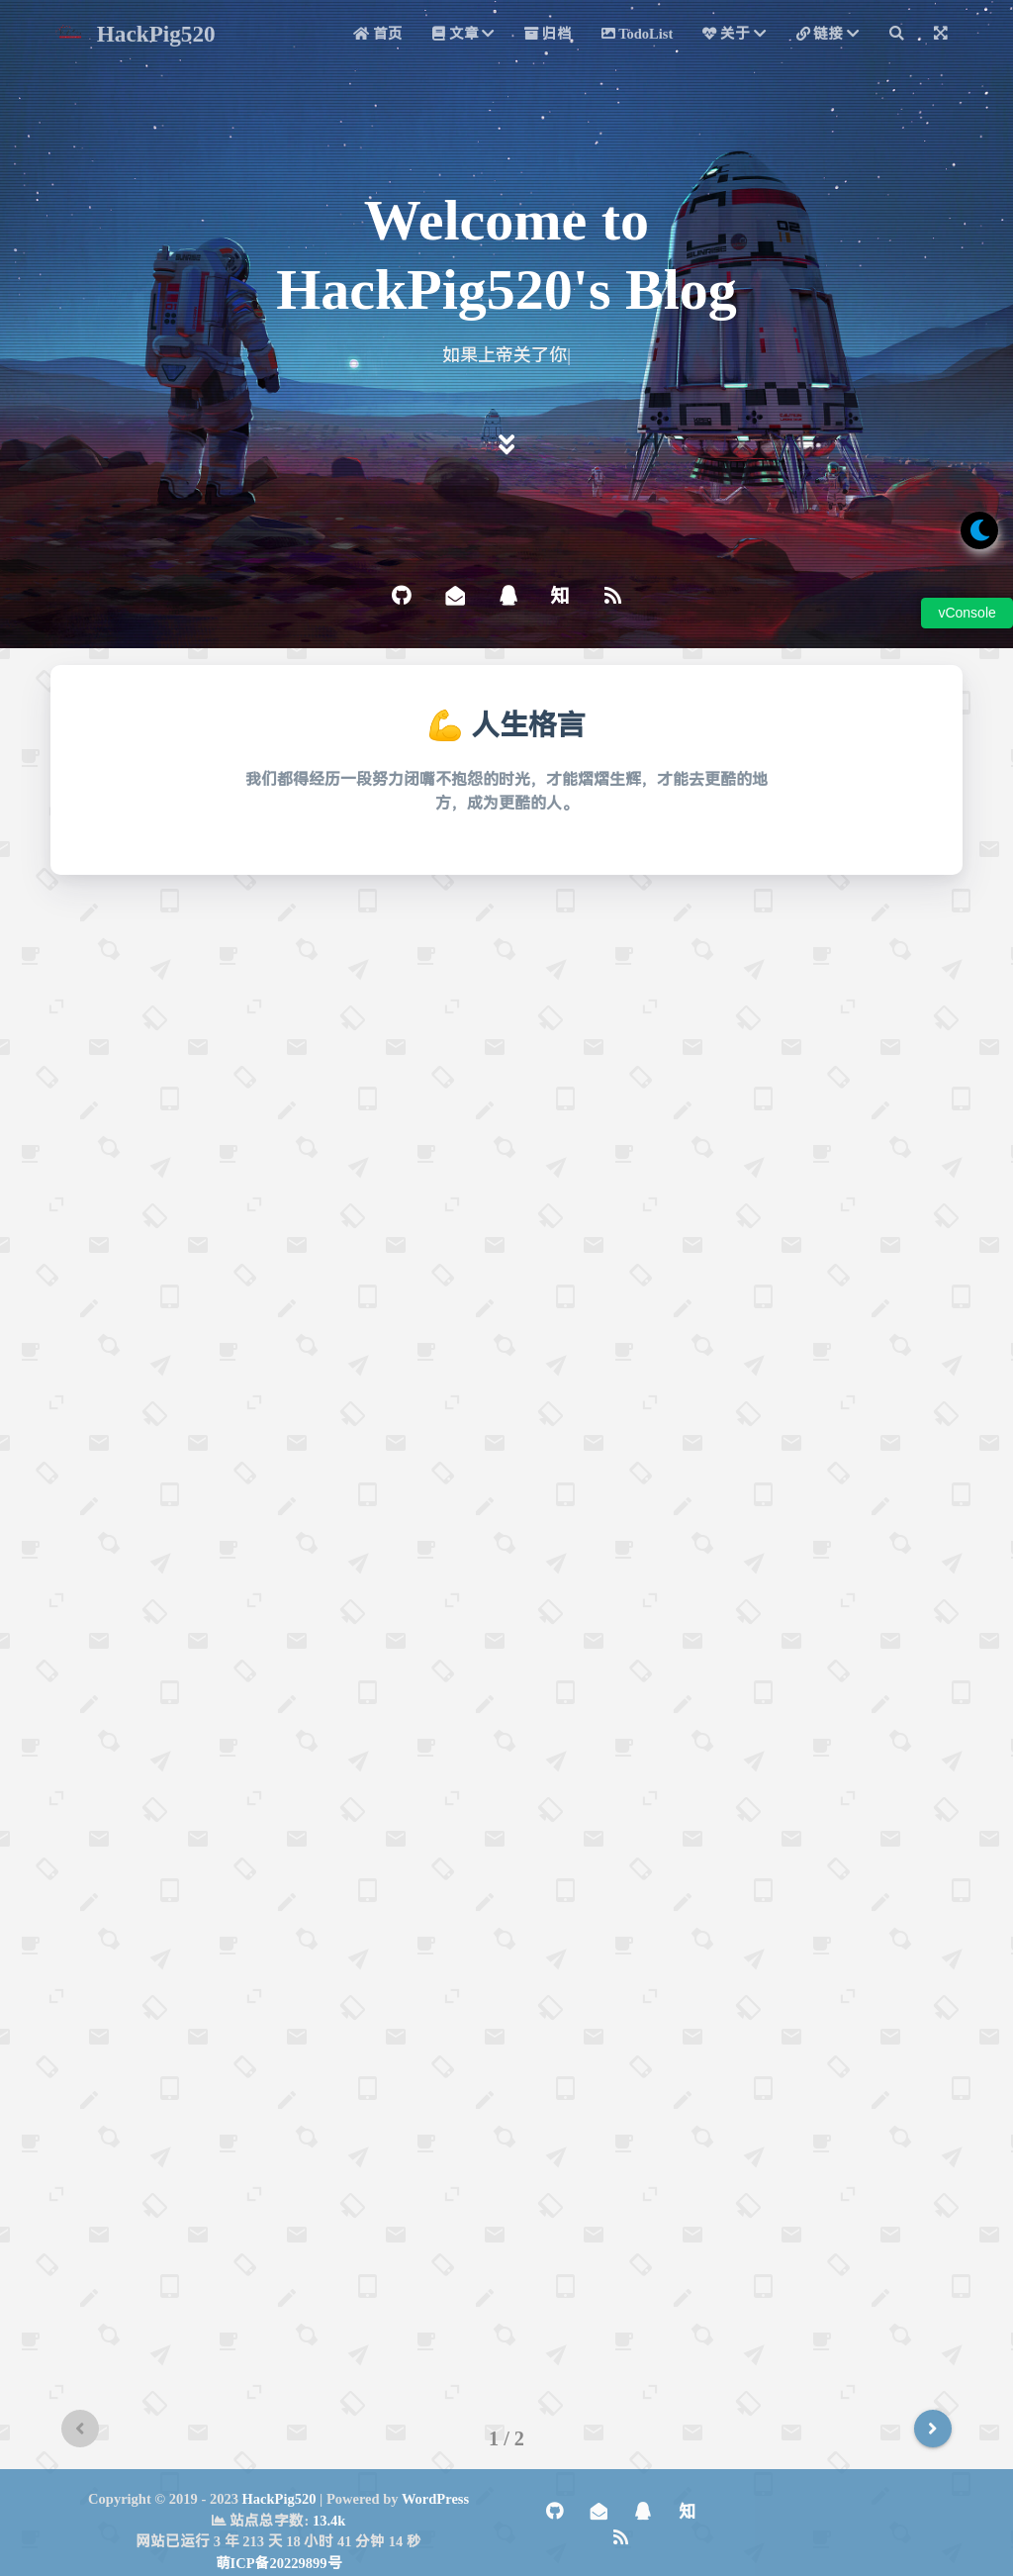 HackPig520
首页 文章 归档 TodoList 关于 链接
02
Welcome to
HackPig520's Blog
如果上帝关了你|
知
vConsole
人生格言
我们都得经历一段努力闭嘴不抱怨的时光，才能熠熠生辉，才能去更酷的地
方，成为更酷的人。
1 / 2
Copyright © 2019 - 2023 HackPig520 | Powered by WordPress
站点总字数: 13.4k
网站已运行 3 年 213 天 18 小时 41 分钟 14 秒
萌ICP备20229899号
知